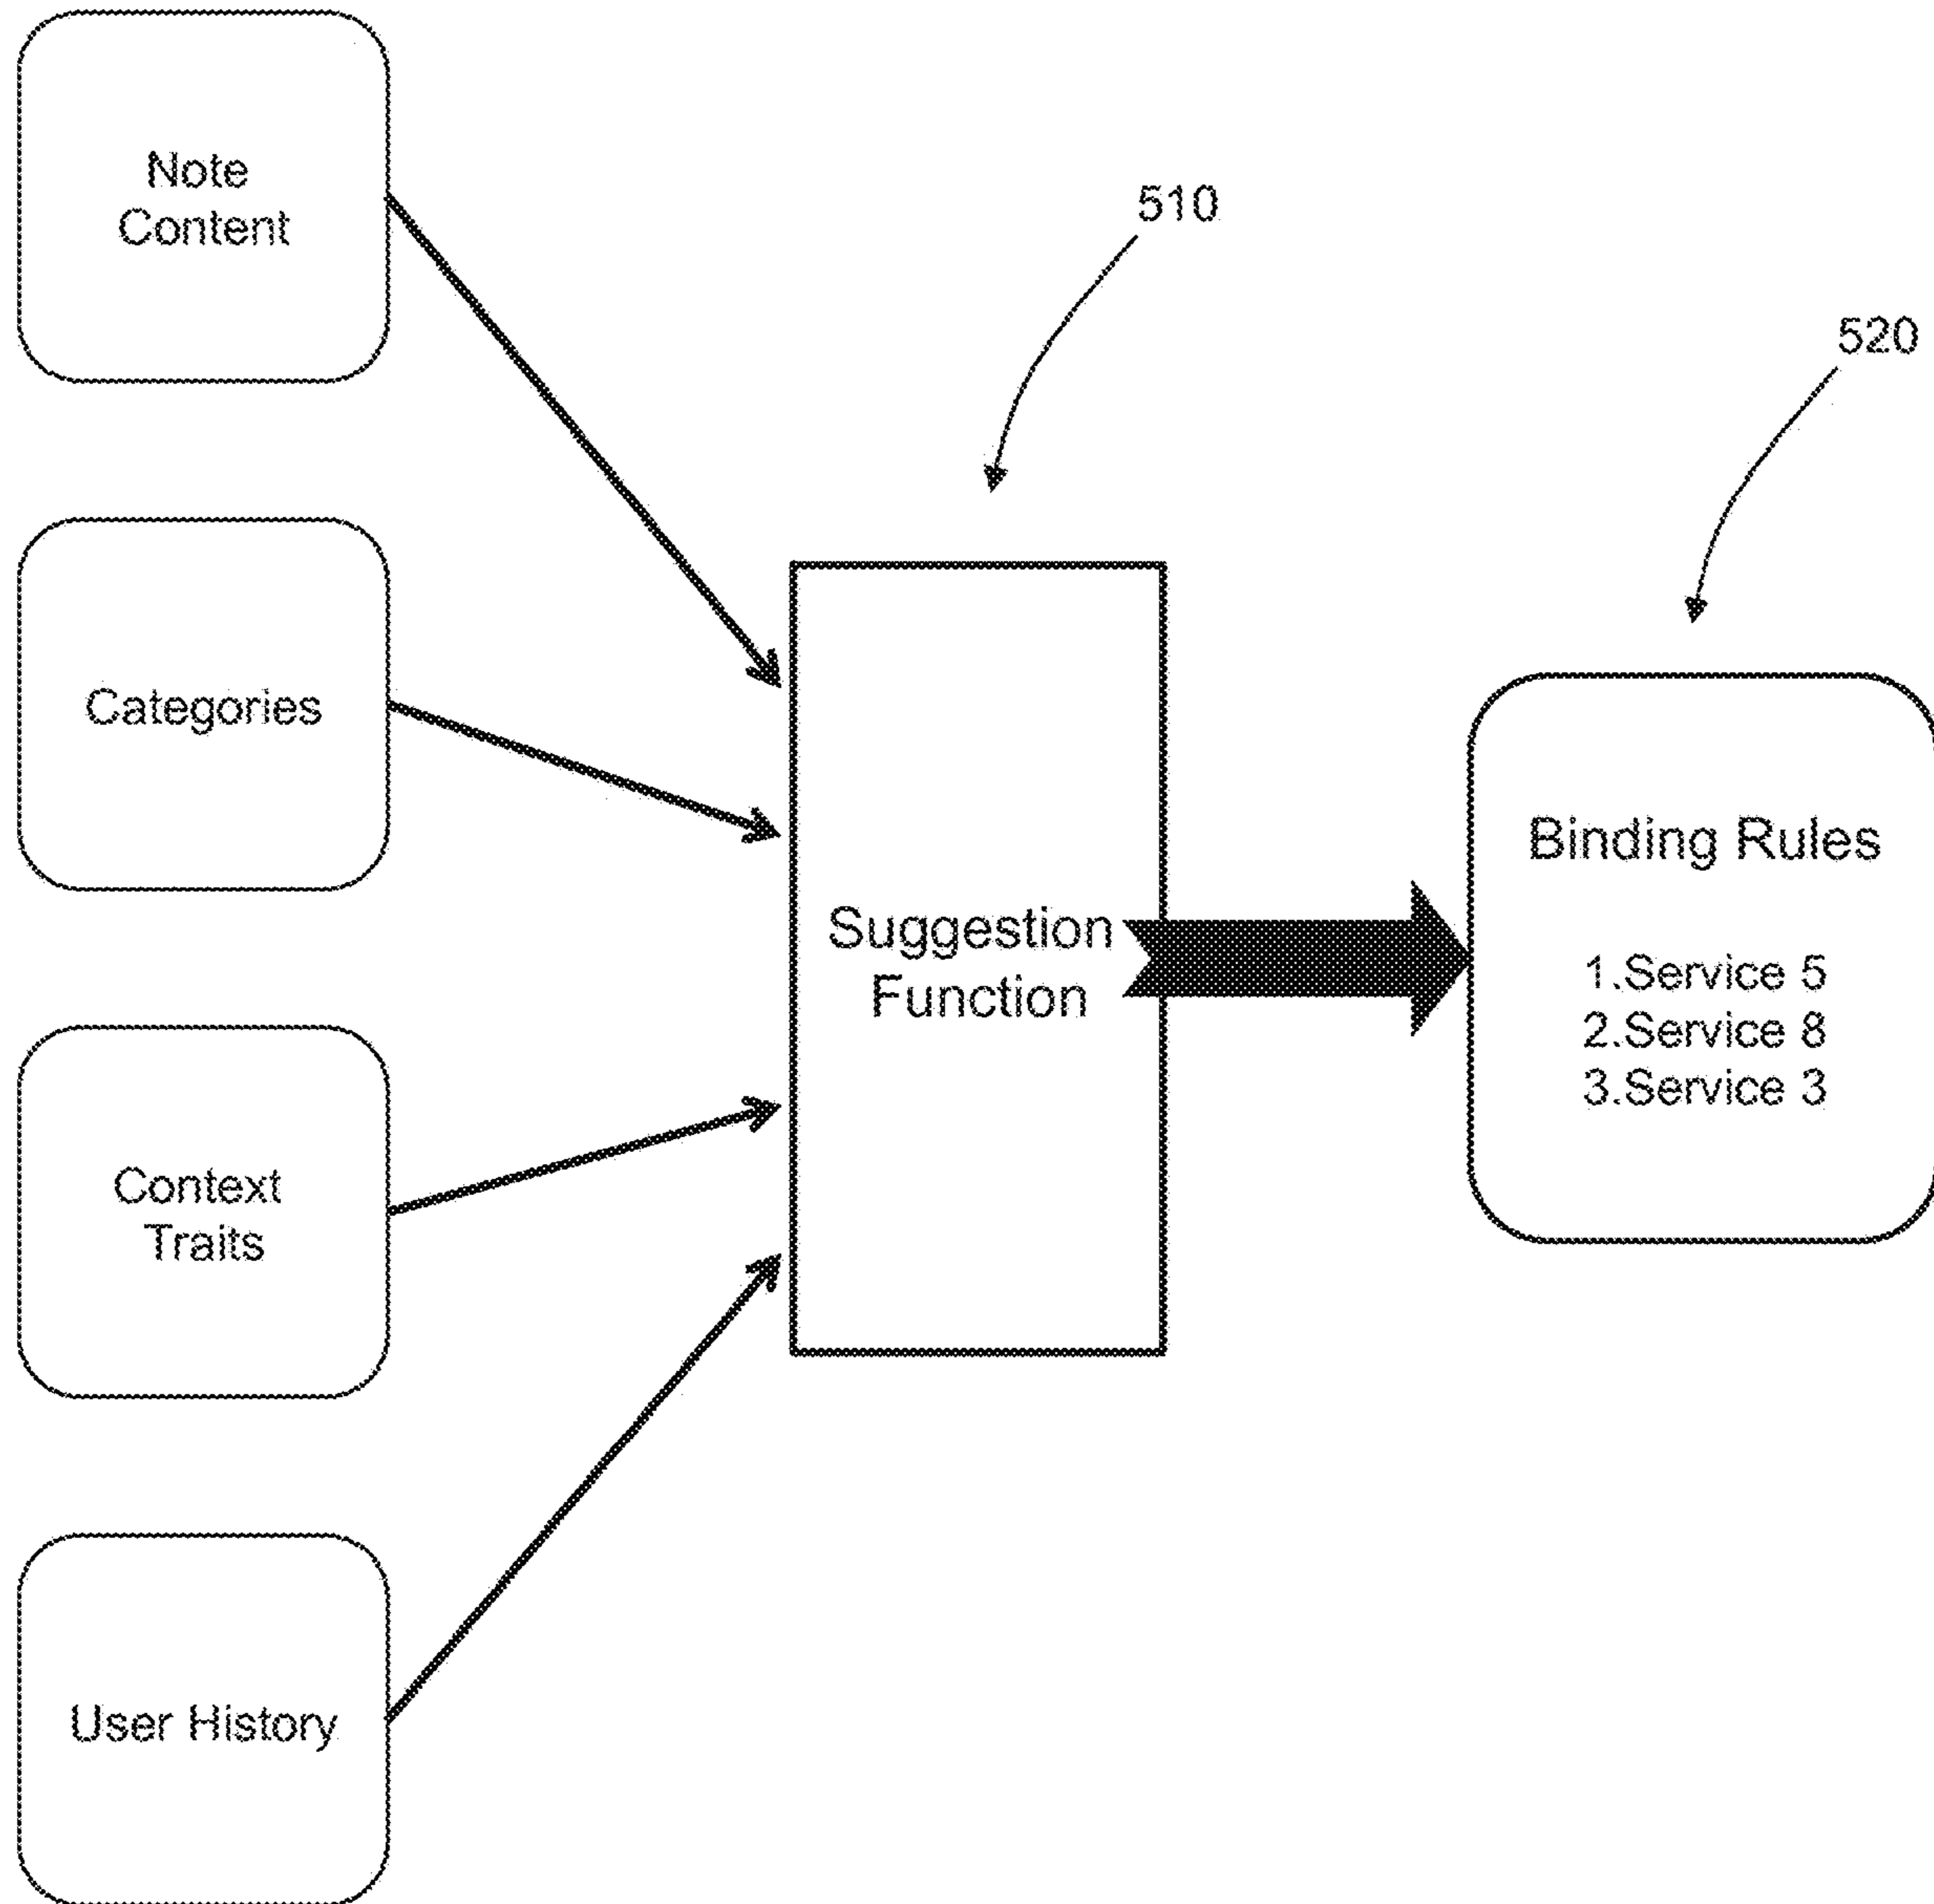 Note
Content
510
520
Categories
Binding Rules
Suggestion
Function
1.Service 5
2.Service 8
3.Service 3
Context
Traits
User History